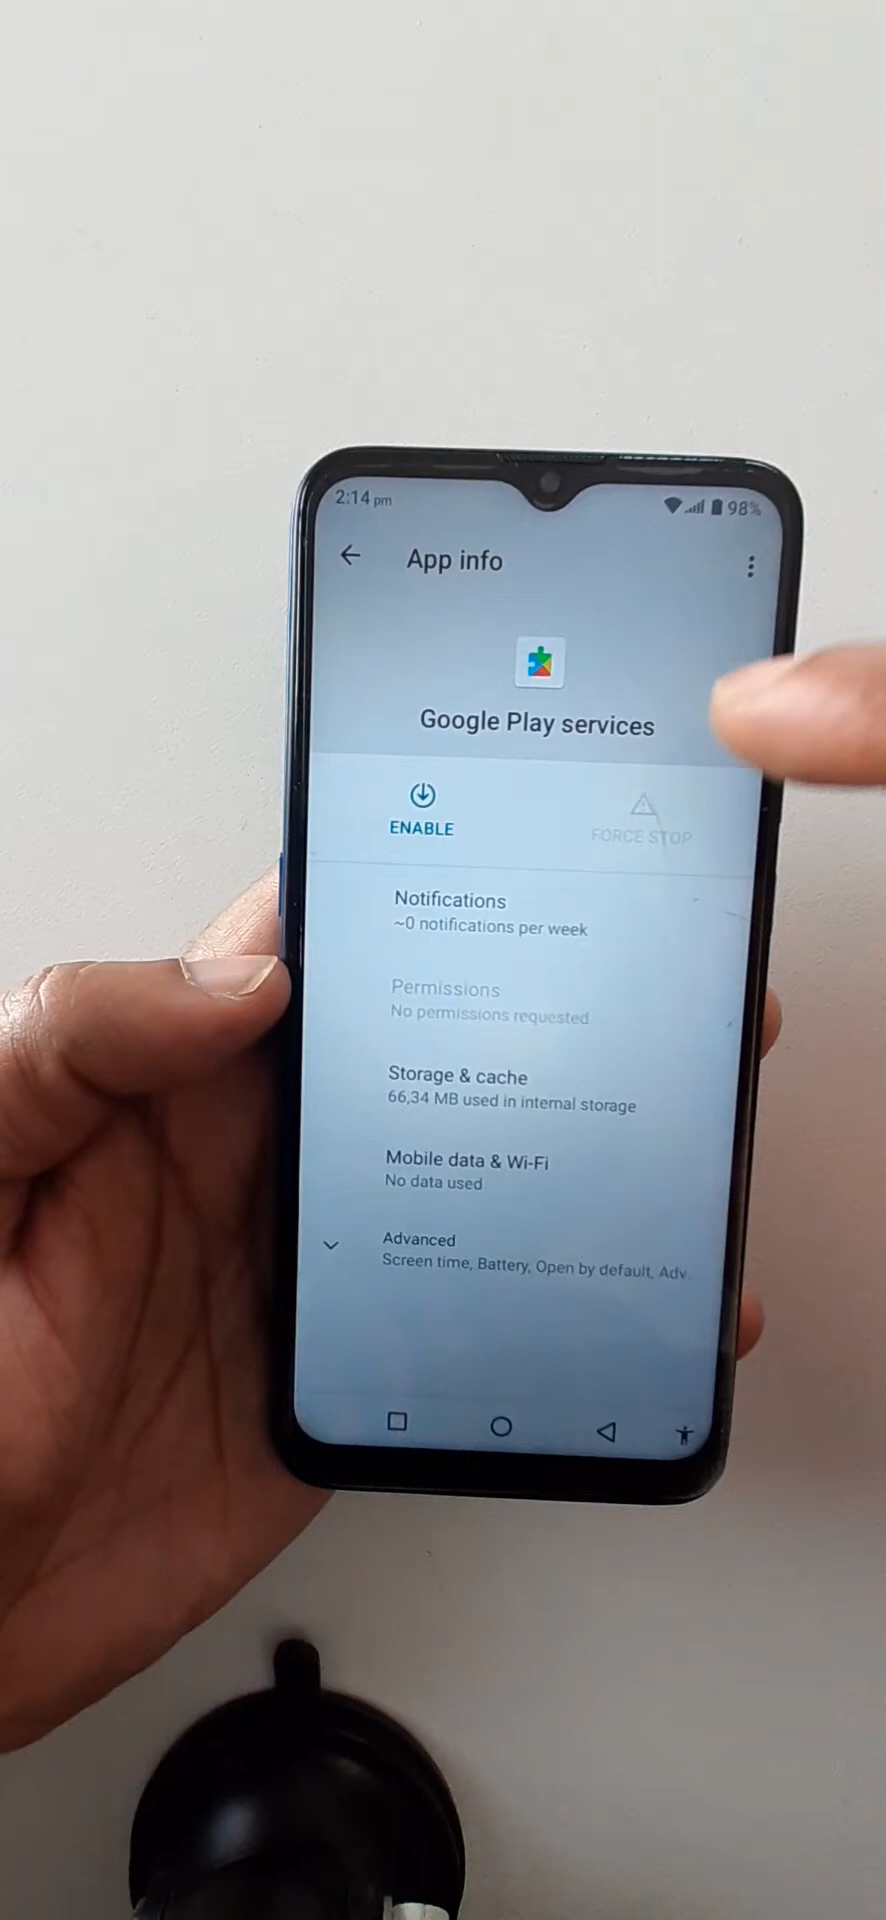 2:14 pm
98%
App info
Google Play services
ENABLE
FORCE STOP
Notifications
~0 notifications per week
Permissions
No permissions requested
Storage & cache
66,34 MB used in internal storage
Mobile data & Wi-Fi
No data used
Advanced
Screen time, Battery, Open by default, Adv